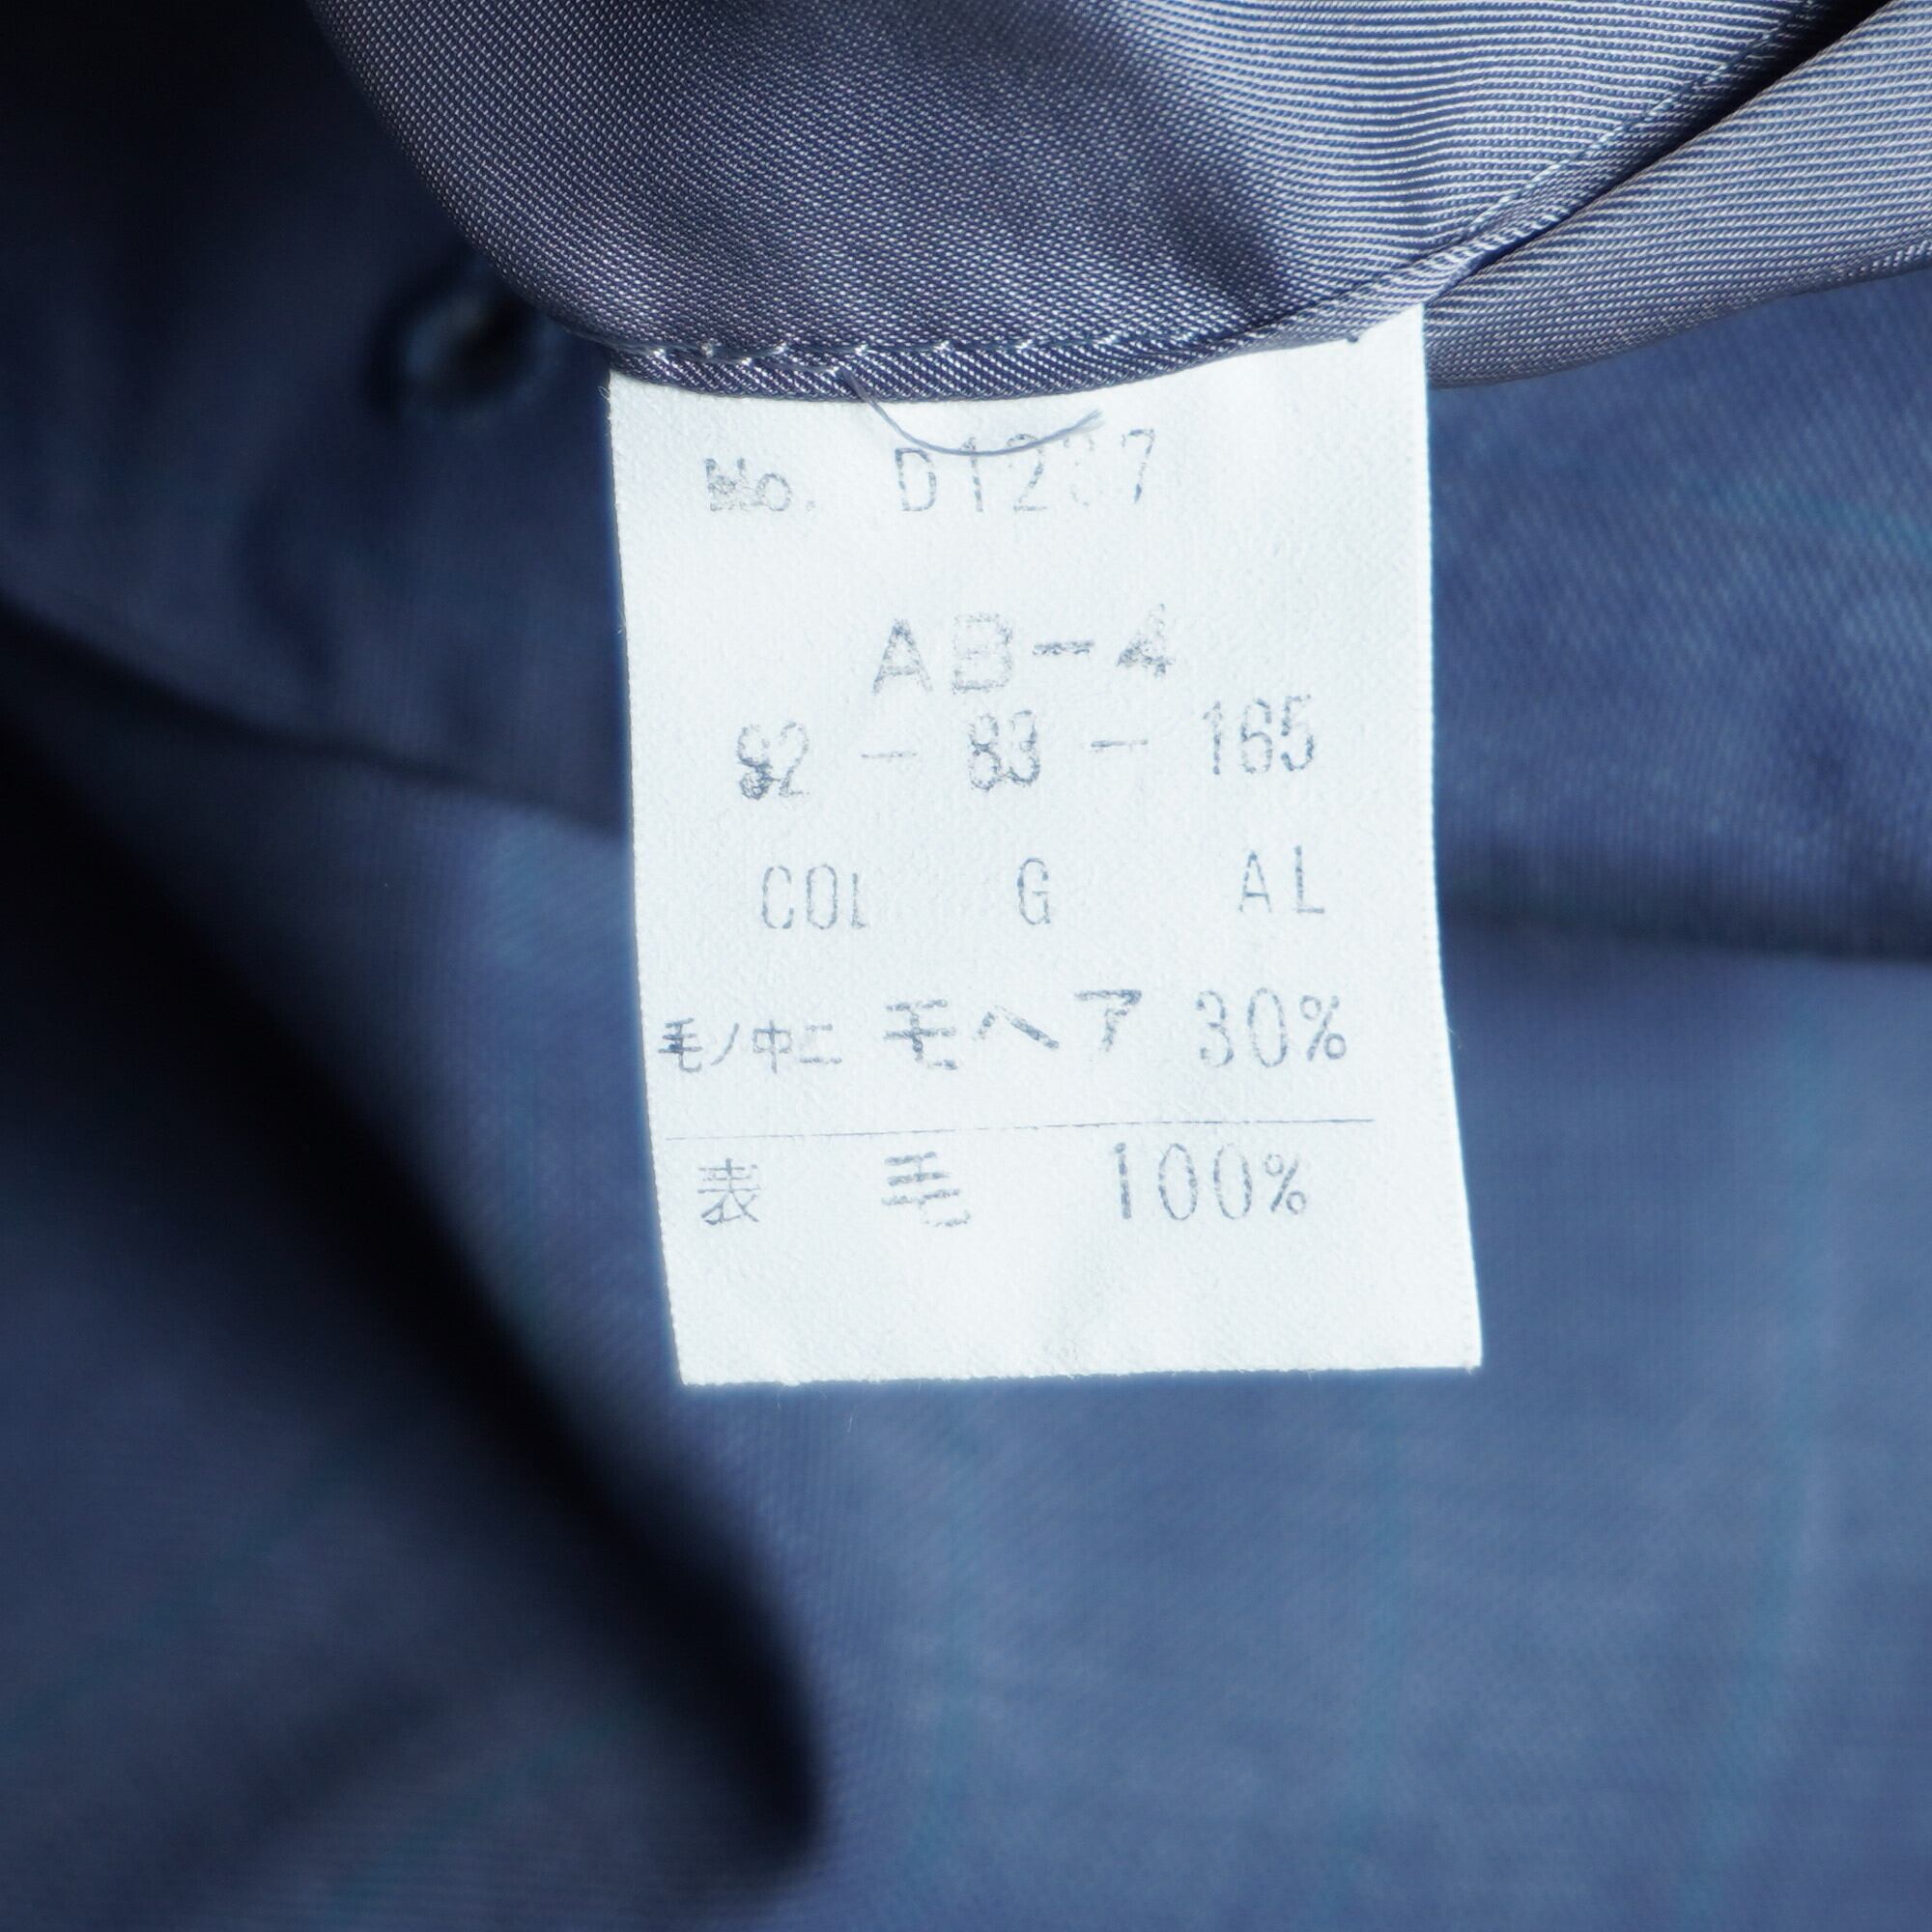 No.
AB-4
92 - 83 - 165
COL G AL
毛ノ中ニ モヘア 30%
表 毛 100%